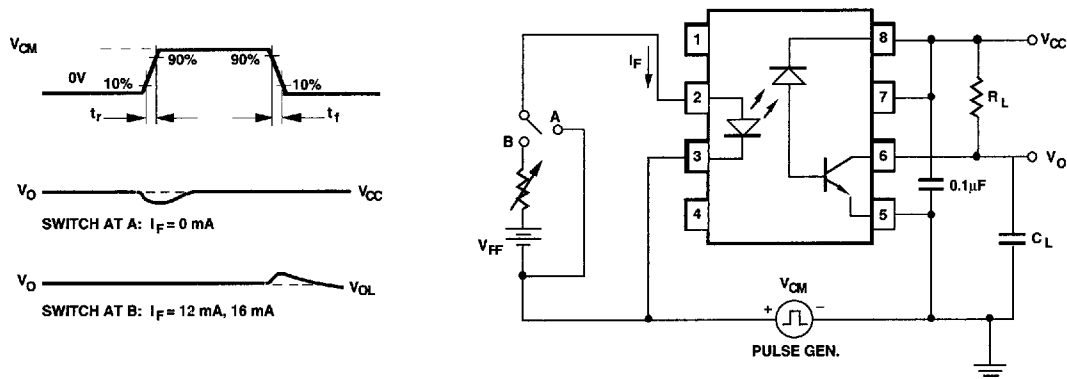 V_CM
0V
10%
90%
90%
10%
t_r
t_f
V_O
V_CC
SWITCH AT A: I_F = 0 mA
V_O
V_OL
SWITCH AT B: I_F = 12 mA, 16 mA
I_F
A
B
V_FF
1
2
3
4
8
7
6
5
V_CC
R_L
V_O
0.1µF
C_L
V_CM
+
−
PULSE GEN.